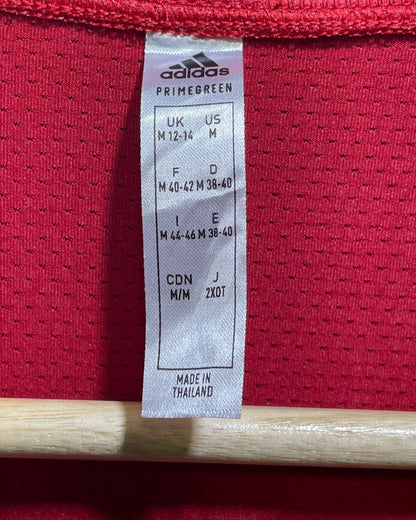 adidas
PRIMEGREEN
UK US
M 12-14 M
F D
M 40-42 M 38-40
I E
M 44-46 M 38-40
CDN J
M/M 2XOT
MADE IN
THAILAND